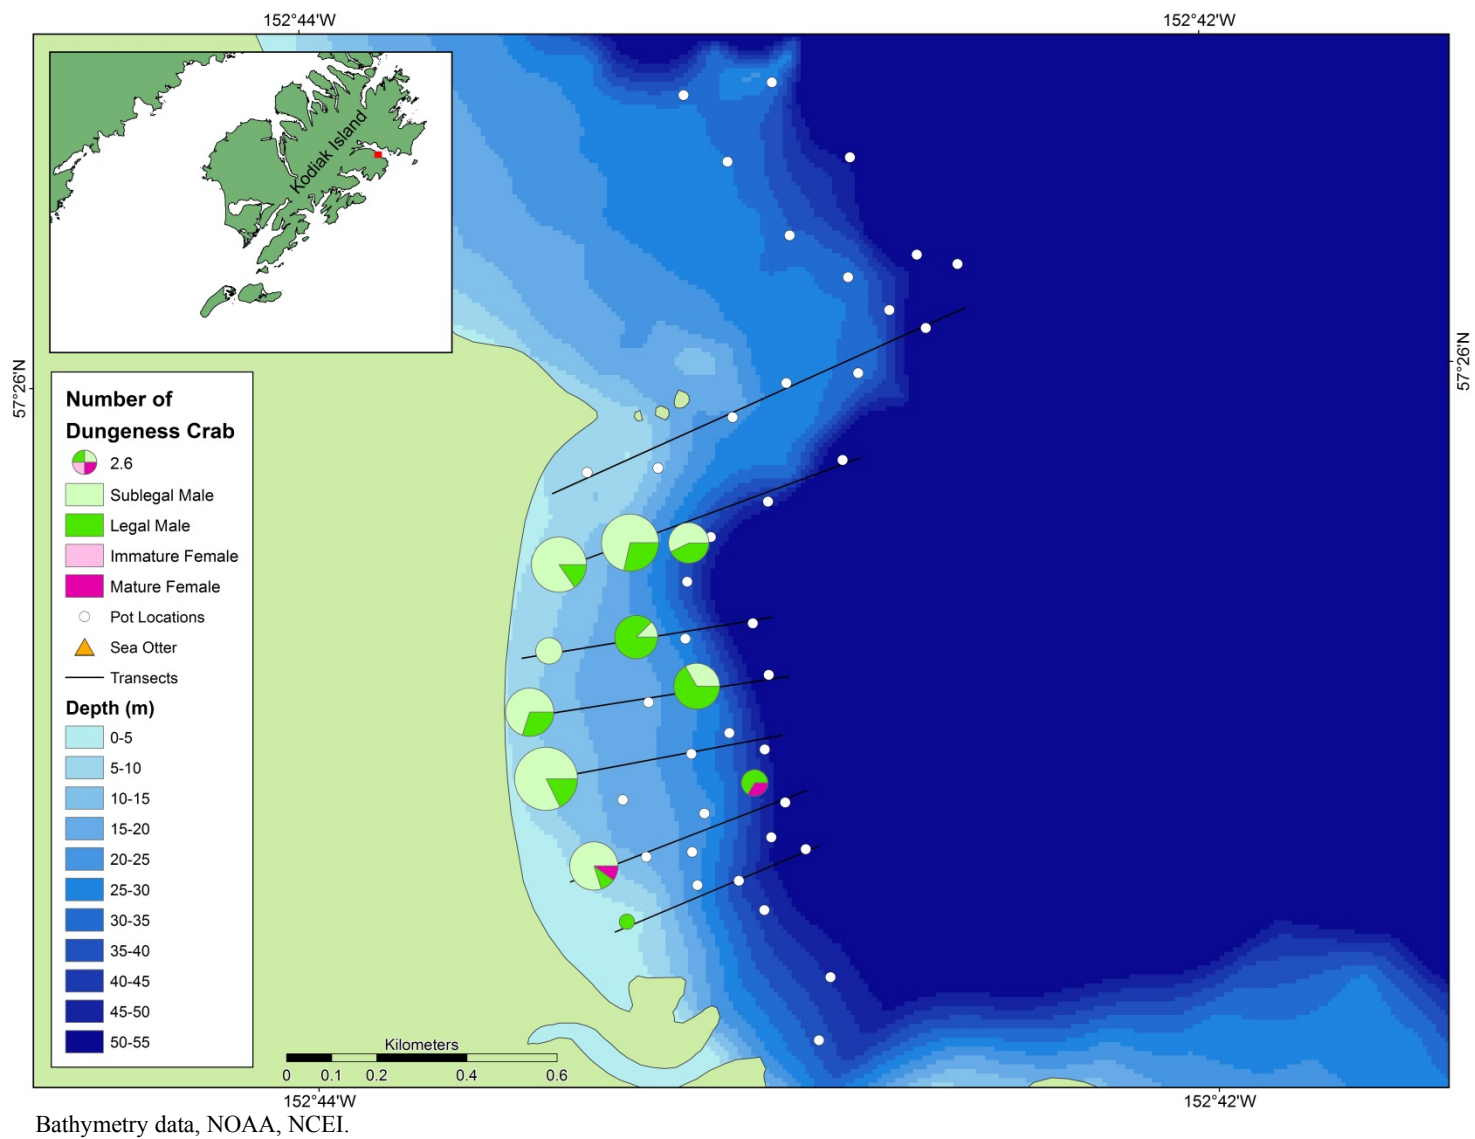 152°44'W
152°42'W
Kodiak Island
57°26'N
57°26'N
Number of
Dungeness Crab
2.6
Sublegal Male
Legal Male
Immature Female
Mature Female
Pot Locations
Sea Otter
Transects
Depth (m)
0-5
5-10
10-15
15-20
20-25
25-30
30-35
35-40
40-45
45-50
50-55
Kilometers
0 0.1 0.2 0.4 0.6
152°44'W
152°42'W
Bathymetry data, NOAA, NCEI.